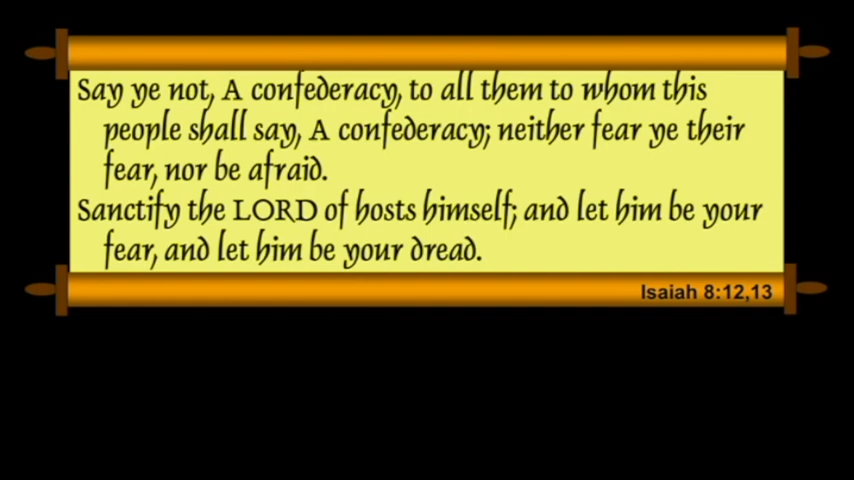 Say ye not, A confederacy, to all them to whom this
people shall say, A confederacy; neither fear ye their
fear, nor be afraid.
Sanctify the LORD of hosts himself; and let him be your
fear, and let him be your dread.
Isaiah 8:12,13